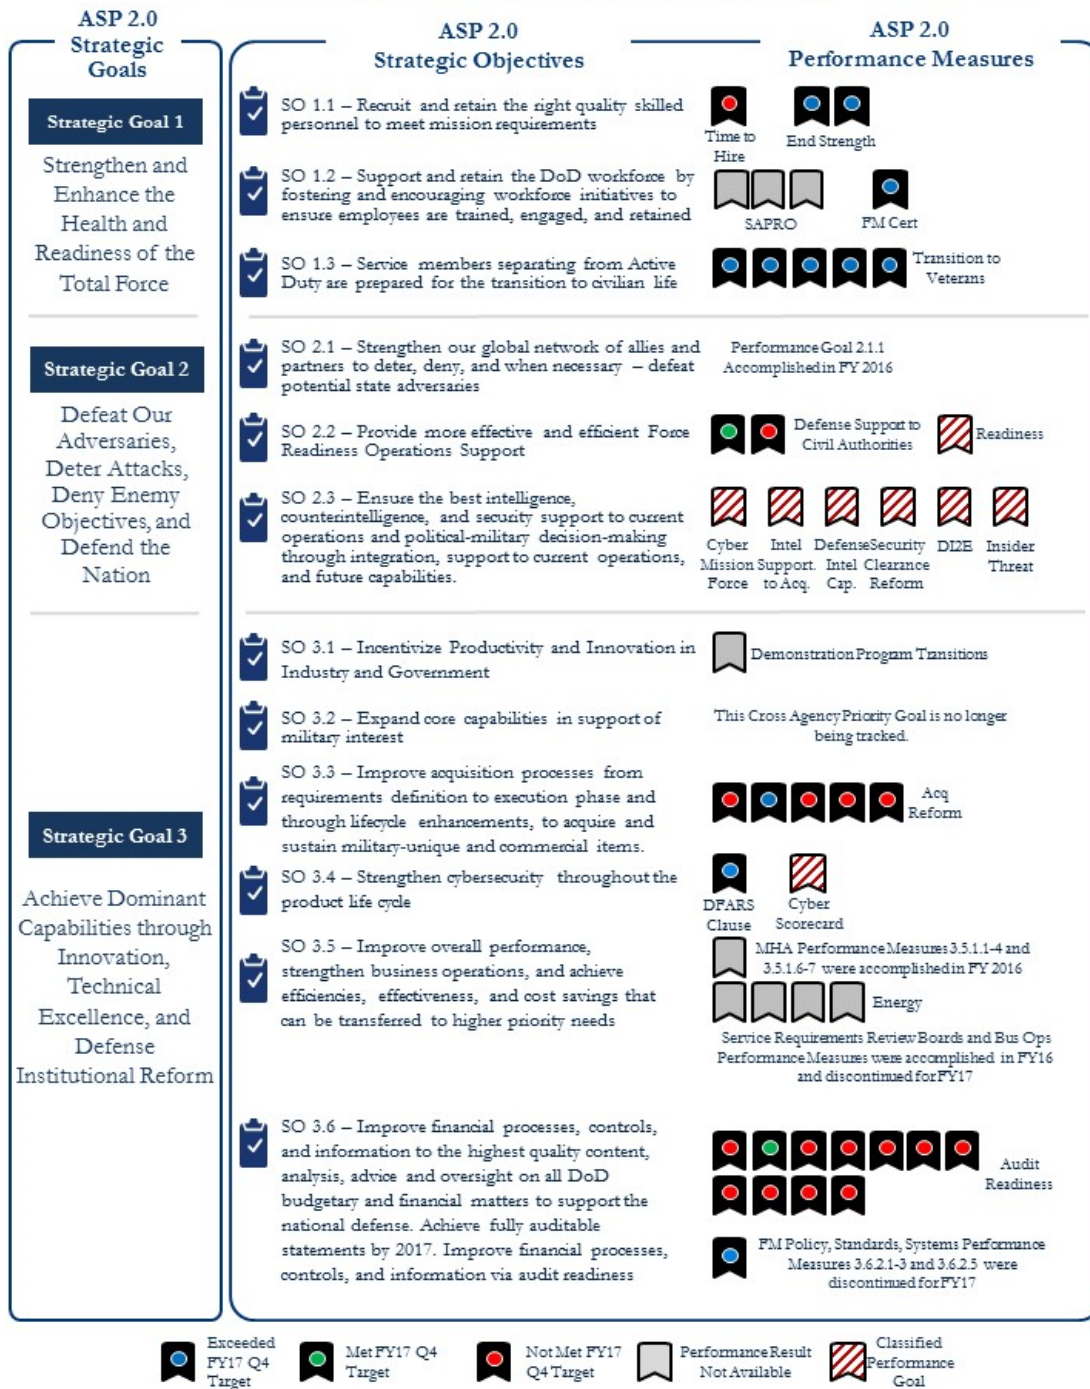 ASP 2.0
Strategic
Goals
ASP 2.0
Strategic Objectives
ASP 2.0
Performance Measures
Strategic Goal 1
Strengthen and
Enhance the
Health and
Readiness of the
Total Force
SO 1.1 – Recruit and retain the right quality skilled
personnel to meet mission requirements
Time to
Hire
End Strength
SO 1.2 – Support and retain the DoD workforce by
fostering and encouraging workforce initiatives to
ensure employees are trained, engaged, and retained
SAPRO
FM Cert
SO 1.3 – Service members separating from Active
Duty are prepared for the transition to civilian life
Transition to
Veterans
Strategic Goal 2
Defeat Our
Adversaries,
Deter Attacks,
Deny Enemy
Objectives, and
Defend the
Nation
SO 2.1 – Strengthen our global network of allies and
partners to deter, deny, and when necessary – defeat
potential state adversaries
Performance Goal 2.1.1
Accomplished in FY 2016
SO 2.2 – Provide more effective and efficient Force
Readiness Operations Support
Defense Support to
Civil Authorities
Readiness
SO 2.3 – Ensure the best intelligence,
counterintelligence, and security support to current
operations and political-military decision-making
through integration, support to current operations,
and future capabilities.
Cyber
Mission
Force
Intel
Support.
to Acq.
Defense
Intel
Cap.
Security
Clearance
Reform
DI2E
Insider
Threat
Strategic Goal 3
Achieve Dominant
Capabilities through
Innovation,
Technical
Excellence, and
Defense
Institutional Reform
SO 3.1 – Incentivize Productivity and Innovation in
Industry and Government
Demonstration Program Transitions
SO 3.2 – Expand core capabilities in support of
military interest
This Cross Agency Priority Goal is no longer
being tracked.
SO 3.3 – Improve acquisition processes from
requirements definition to execution phase and
through lifecycle enhancements, to acquire and
sustain military-unique and commercial items.
Acq
Reform
SO 3.4 – Strengthen cybersecurity throughout the
product life cycle
DFARS
Clause
Cyber
Scorecard
SO 3.5 – Improve overall performance,
strengthen business operations, and achieve
efficiencies, effectiveness, and cost savings that
can be transferred to higher priority needs
MHA Performance Measures 3.5.1.1-4 and
3.5.1.6-7 were accomplished in FY 2016
Energy
Service Requirements Review Boards and Bus Ops
Performance Measures were accomplished in FY16
and discontinued for FY17
SO 3.6 – Improve financial processes, controls,
and information to the highest quality content,
analysis, advice and oversight on all DoD
budgetary and financial matters to support the
national defense. Achieve fully auditable
statements by 2017. Improve financial processes,
controls, and information via audit readiness
Audit
Readiness
FM Policy, Standards, Systems Performance
Measures 3.6.2.1-3 and 3.6.2.5 were
discontinued for FY17
Exceeded
FY17 Q4
Target
Met FY17 Q4
Target
Not Met FY17
Q4 Target
Performance Result
Not Available
Classified
Performance
Goal